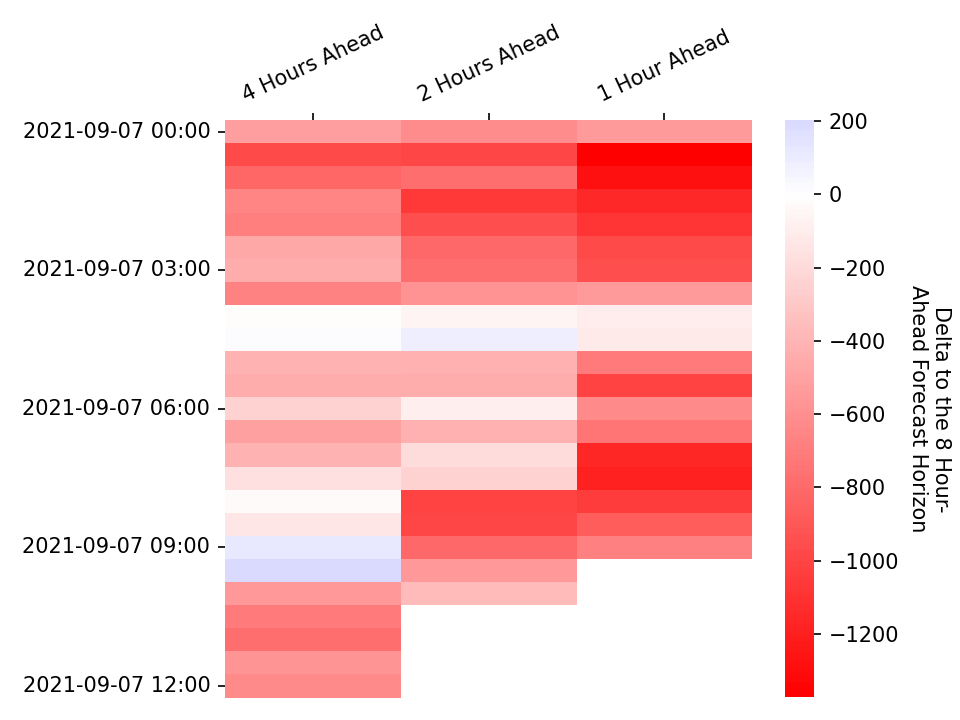 4 Hours Ahead
2 Hours Ahead
1 Hour Ahead
2021-09-07 00:00
2021-09-07 03:00
2021-09-07 06:00
2021-09-07 09:00
2021-09-07 12:00
200
0
−200
−400
−600
−800
−1000
−1200
Delta to the 8 Hour-
Ahead Forecast Horizon